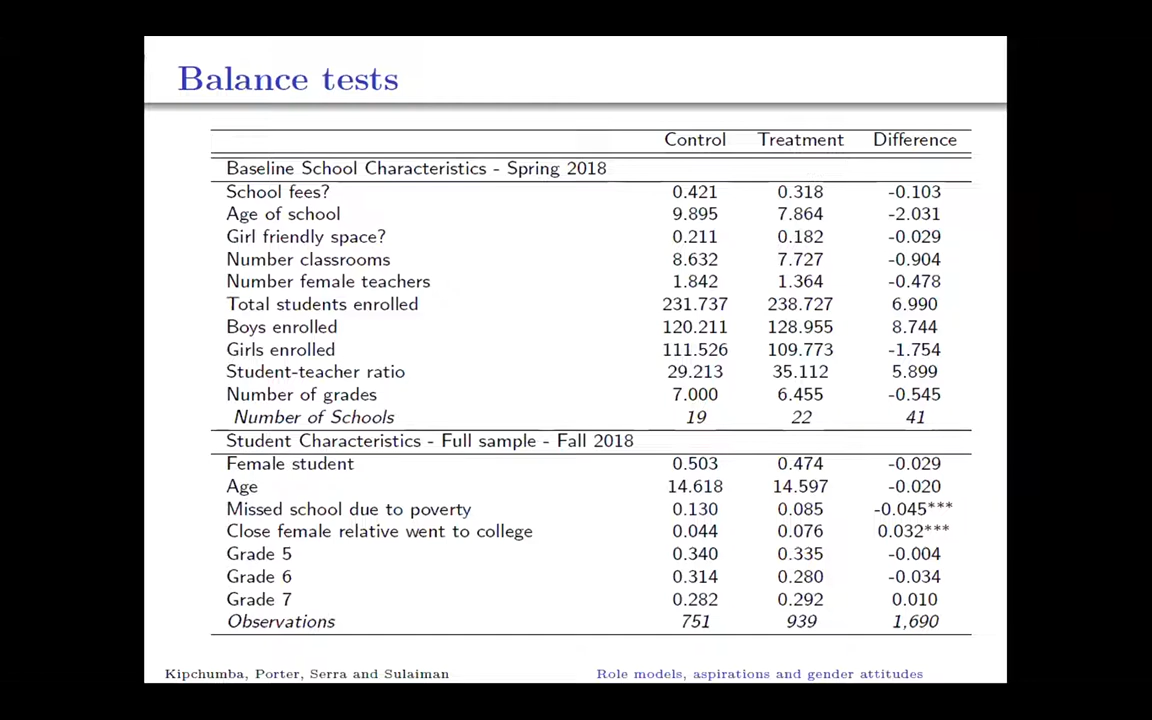 Balance tests
Control Treatment Difference
Baseline School Characteristics - Spring 2018
School fees? 0.421 0.318 -0.103
Age of school 9.895 7.864 -2.031
Girl friendly space? 0.211 0.182 -0.029
Number classrooms 8.632 7.727 -0.904
Number female teachers 1.842 1.364 -0.478
Total students enrolled 231.737 238.727 6.990
Boys enrolled 120.211 128.955 8.744
Girls enrolled 111.526 109.773 -1.754
Student-teacher ratio 29.213 35.112 5.899
Number of grades 7.000 6.455 -0.545
Number of Schools 19 22 41
Student Characteristics - Full sample - Fall 2018
Female student 0.503 0.474 -0.029
Age 14.618 14.597 -0.020
Missed school due to poverty 0.130 0.085 -0.045***
Close female relative went to college 0.044 0.076 0.032***
Grade 5 0.340 0.335 -0.004
Grade 6 0.314 0.280 -0.034
Grade 7 0.282 0.292 0.010
Observations 751 939 1,690
Kipchumba, Porter, Serra and Sulaiman Role models, aspirations and gender attitudes